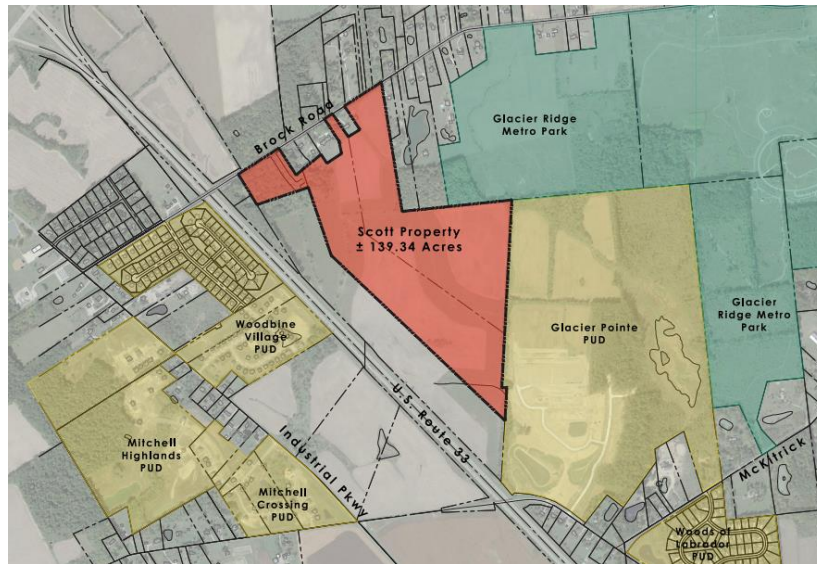 Brock Road
Glacier Ridge
Metro Park
Scott Property
± 139.34 Acres
Glacier Pointe
PUD
Glacier
Ridge Metro
Park
Woodbine
Village
PUD
U.S. Route 33
Industrial Pkwy
Mitchell
Highlands
PUD
Mitchell
Crossing
PUD
McKitrick
Woods of
Labrador
PUD